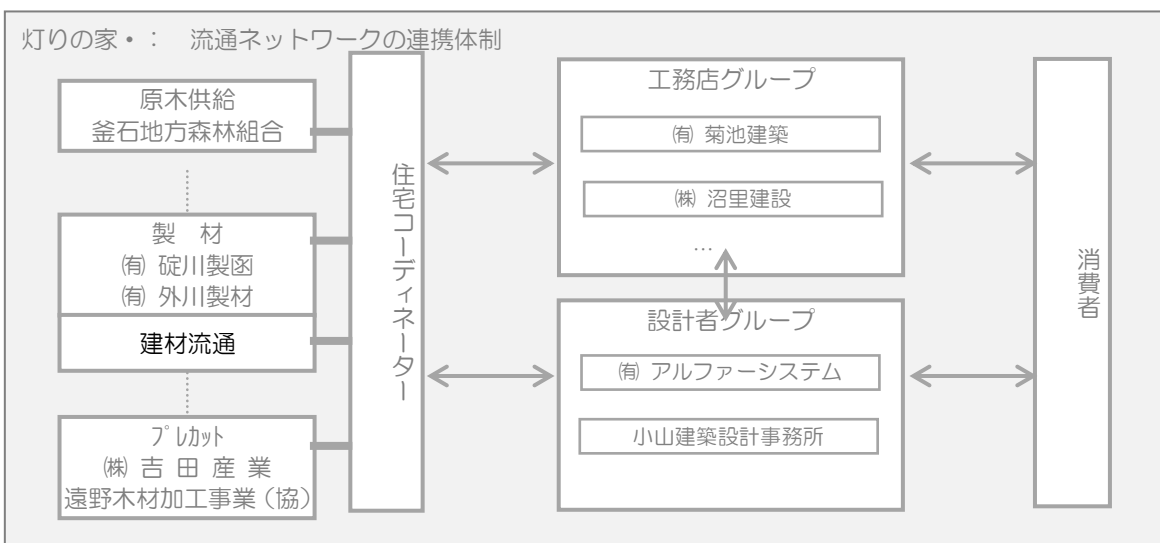 灯りの家•： 流通ネットワークの連携体制
原木供給
釜石地方森林組合
製 材
㈲ 碇川製函
㈲ 外川製材
建材流通
プレカット
㈱ 吉 田 産 業
遠野木材加工事業（協）
住宅コーディネーター
工務店グループ
㈲ 菊池建築
㈱ 沼里建設
…
設計者グループ
㈲ アルファーシステム
小山建築設計事務所
消費者